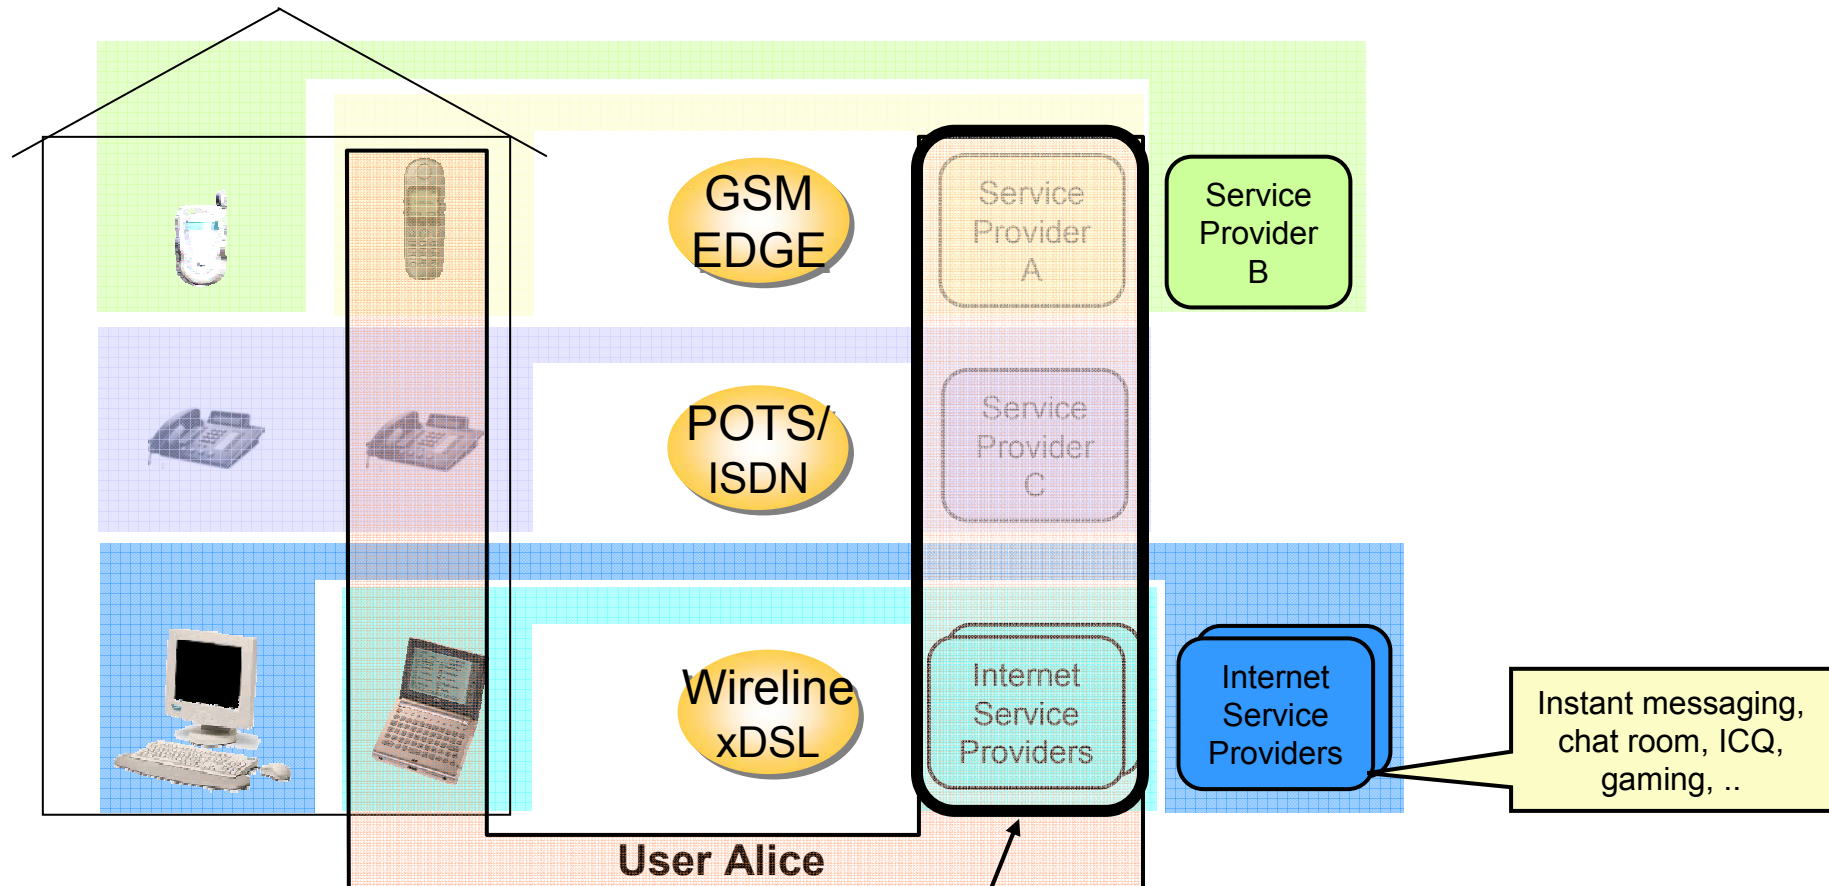 GSM
EDGE
Service
Provider
A
Service
Provider
B
POTS/
ISDN
Service
Provider
C
Wireline
xDSL
Internet
Service
Providers
Internet
Service
Providers
Instant messaging,
chat room, ICQ,
gaming, ..
User Alice